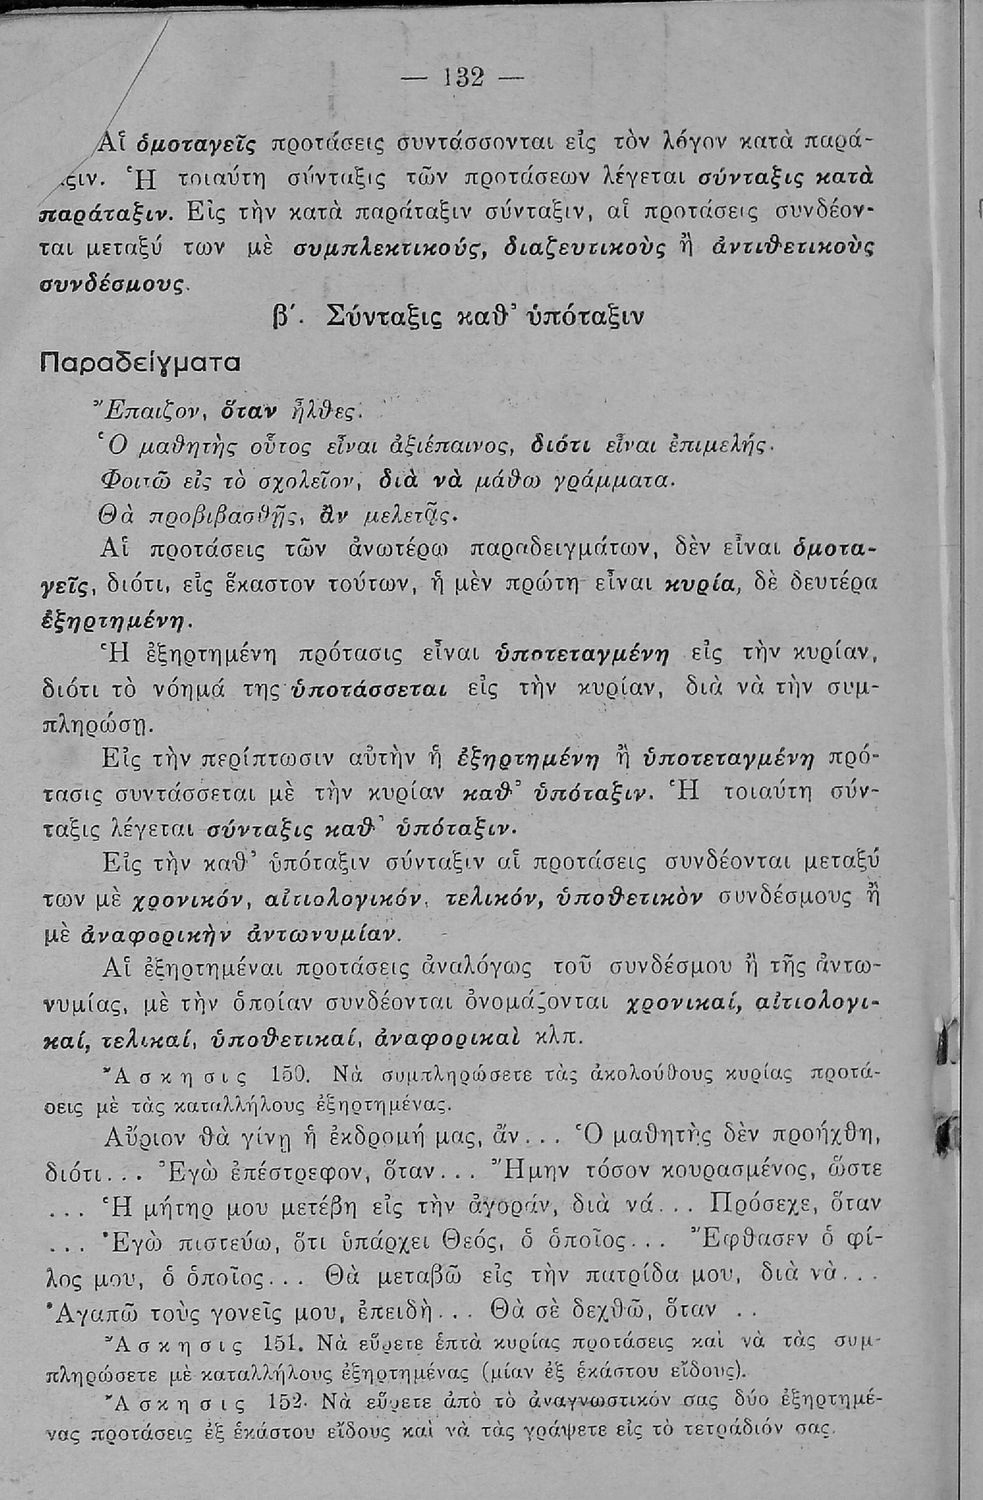 — 132 —
Αἱ ὁμοταγεῖς προτάσεις συντάσσονται εἰς τὸν λόγον κατὰ παρά-
ξιν. Ἡ τοιαύτη σύνταξις τῶν προτάσεων λέγεται σύνταξις κατὰ
παράταξιν. Εἰς τὴν κατὰ παράταξιν σύνταξιν, αἱ προτάσεις συνδέον-
ται μεταξύ των μὲ συμπλεκτικούς, διαζευτικοὺς ἢ ἀντιθετικοὺς
συνδέσμους.
β΄. Σύνταξις καθ’ ὑπόταξιν
Παραδείγματα
Ἔπαιζον, ὅταν ἦλθες.
Ὁ μαθητὴς οὗτος εἶναι ἀξιέπαινος, διότι εἶναι ἐπιμελής.
Φοιτῶ εἰς τὸ σχολεῖον, διὰ νὰ μάθω γράμματα.
Θὰ προβιβασθῇς, ἂν μελετᾷς.
Αἱ προτάσεις τῶν ἀνωτέρω παραδειγμάτων, δὲν εἶναι ὁμοτα-
γεῖς, διότι, εἰς ἕκαστον τούτων, ἡ μὲν πρώτη εἶναι κυρία, δὲ δευτέρα
ἐξηρτημένη.
Ἡ ἐξηρτημένη πρότασις εἶναι ὑποτεταγμένη εἰς τὴν κυρίαν,
διότι τὸ νόημά της ὑποτάσσεται εἰς τὴν κυρίαν, διὰ νὰ τὴν συμ-
πληρώσῃ.
Εἰς τὴν περίπτωσιν αὐτὴν ἡ ἐξηρτημένη ἢ ὑποτεταγμένη πρό-
τασις συντάσσεται μὲ τὴν κυρίαν καθ’ ὑπόταξιν. Ἡ τοιαύτη σύν-
ταξις λέγεται σύνταξις καθ’ ὑπόταξιν.
Εἰς τὴν καθ’ ὑπόταξιν σύνταξιν αἱ προτάσεις συνδέονται μεταξύ
των μὲ χρονικόν, αἰτιολογικόν, τελικόν, ὑποθετικὸν συνδέσμους ἢ
μὲ ἀναφορικὴν ἀντωνυμίαν.
Αἱ ἐξηρτημέναι προτάσεις ἀναλόγως τοῦ συνδέσμου ἢ τῆς ἀντω-
νυμίας, μὲ τὴν ὁποίαν συνδέονται ὀνομάζονται χρονικαί, αἰτιολογι-
καί, τελικαί, ὑποθετικαί, ἀναφορικαὶ κλπ.
Ἄσκησις 150. Νὰ συμπληρώσετε τὰς ἀκολούθους κυρίας προτά-
σεις μὲ τὰς καταλλήλους ἐξηρτημένας.
Αὔριον θὰ γίνῃ ἡ ἐκδρομή μας, ἄν... Ὁ μαθητὴς δὲν προήχθη,
διότι... Ἐγὼ ἐπέστρεφον, ὅταν... Ἤμην τόσον κουρασμένος, ὥστε
... Ἡ μήτηρ μου μετέβη εἰς τὴν ἀγοράν, διὰ νά... Πρόσεχε, ὅταν
... Ἐγὼ πιστεύω, ὅτι ὑπάρχει Θεός, ὁ ὁποῖος... Ἔφθασεν ὁ φί-
λος μου, ὁ ὁποῖος... Θὰ μεταβῶ εἰς τὴν πατρίδα μου, διὰ νὰ...
Ἀγαπῶ τοὺς γονεῖς μου, ἐπειδὴ... Θὰ σὲ δεχθῶ, ὅταν ..
Ἄσκησις 151. Νὰ εὕρετε ἑπτὰ κυρίας προτάσεις καὶ νὰ τὰς συμ-
πληρώσετε μὲ καταλλήλους ἐξηρτημένας (μίαν ἐξ ἑκάστου εἴδους).
Ἄσκησις 152. Νὰ εὕρετε ἀπὸ τὸ ἀναγνωστικόν σας δύο ἐξηρτημέ-
νας προτάσεις ἐξ ἑκάστου εἴδους καὶ νὰ τὰς γράψετε εἰς τὸ τετράδιόν σας.